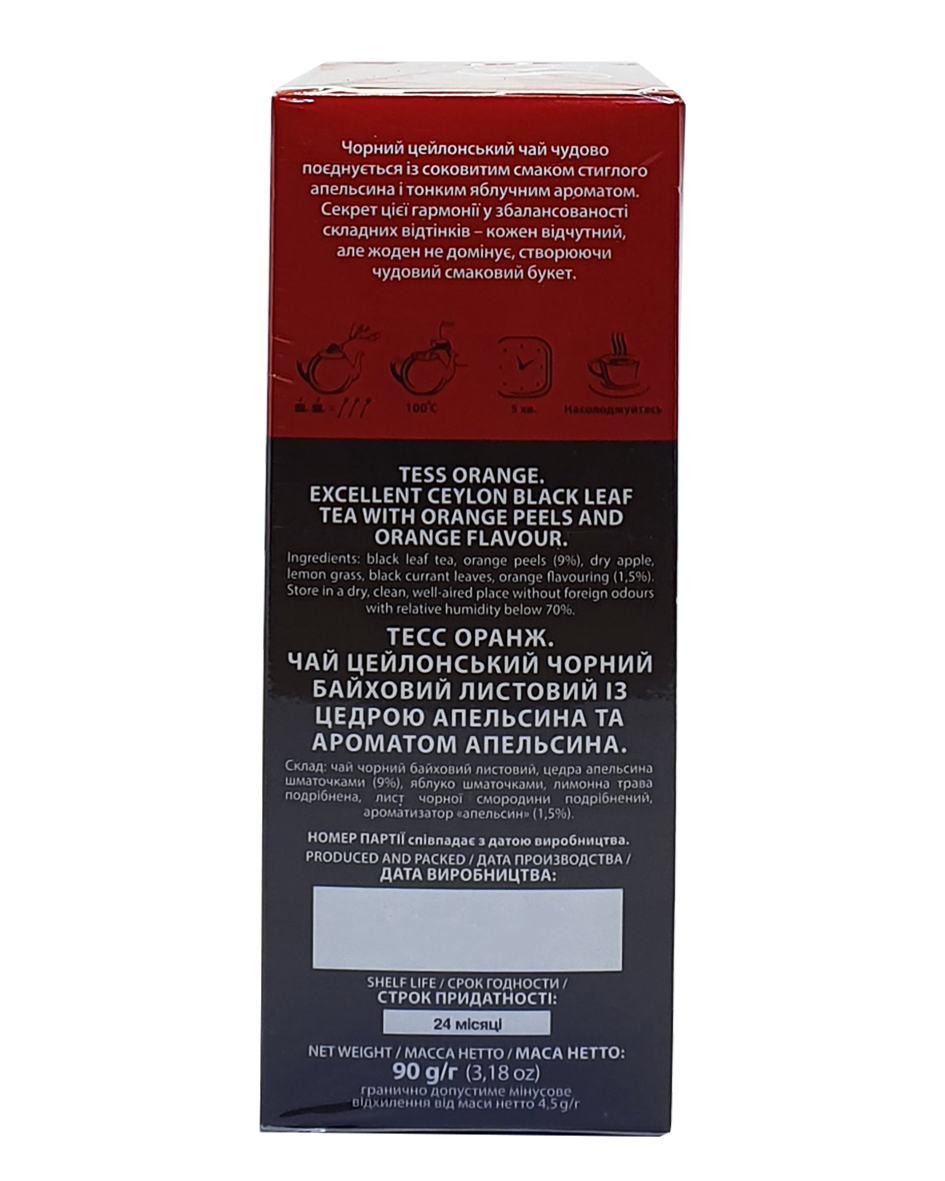 Чорний цейлонський чай чудово
поєднується із соковитим смаком стиглого
апельсина і тонким яблучним ароматом.
Секрет цієї гармонії у збалансованості
складних відтінків – кожен відчутний,
але жоден не домінує, створюючи
чудовий смаковий букет.
100°C
5 хв.
Насолоджуйтесь
TESS ORANGE.
EXCELLENT CEYLON BLACK LEAF
TEA WITH ORANGE PEELS AND
ORANGE FLAVOUR.
Ingredients: black leaf tea, orange peels (9%), dry apple,
lemon grass, black currant leaves, orange flavouring (1,5%).
Store in a dry, clean, well-aired place without foreign odours
with relative humidity below 70%.
ТЕСС ОРАНЖ.
ЧАЙ ЦЕЙЛОНСЬКИЙ ЧОРНИЙ
БАЙХОВИЙ ЛИСТОВИЙ ІЗ
ЦЕДРОЮ АПЕЛЬСИНА ТА
АРОМАТОМ АПЕЛЬСИНА.
Склад: чай чорний байховий листовий, цедра апельсина
шматочками (9%), яблуко шматочками, лимонна трава
подрібнена, лист чорної смородини подрібнений,
ароматизатор «апельсин» (1,5%).
НОМЕР ПАРТІЇ співпадає з датою виробництва.
PRODUCED AND PACKED / ДАТА ПРОИЗВОДСТВА /
ДАТА ВИРОБНИЦТВА:
SHELF LIFE / СРОК ГОДНОСТИ /
СТРОК ПРИДАТНОСТІ:
24 місяці
NET WEIGHT / МАССА НЕТТО / МАСА НЕТТО:
90 g/г (3,18 oz)
гранично допустиме мінусове
відхилення від маси нетто 4,5 g/г